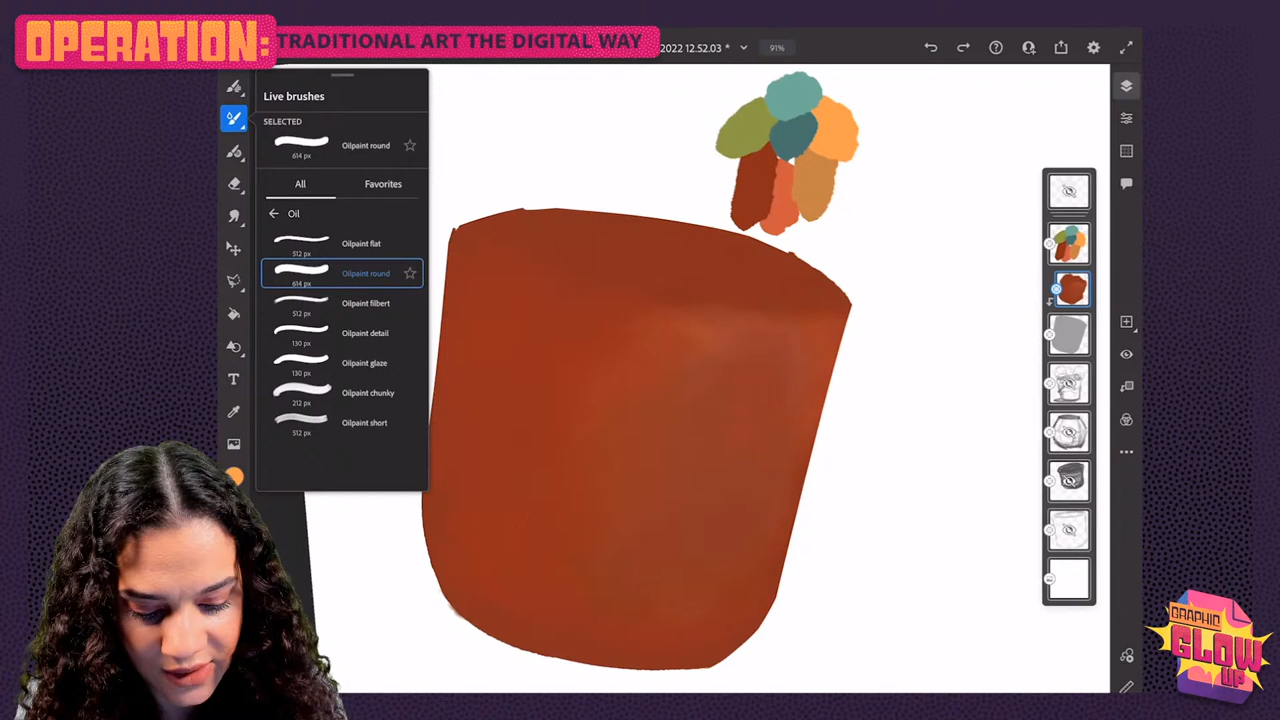 OPERATION:
TRADITIONAL ART THE DIGITAL WAY
2022 12.52.03 *
91%
Live brushes
SELECTED
Oilpaint round
614 px
All
Favorites
Oil
Oilpaint flat
512 px
Oilpaint round
614 px
Oilpaint filbert
512 px
Oilpaint detail
130 px
Oilpaint glaze
130 px
Oilpaint chunky
212 px
Oilpaint short
512 px
T
GRAPHIC
GLOW
UP